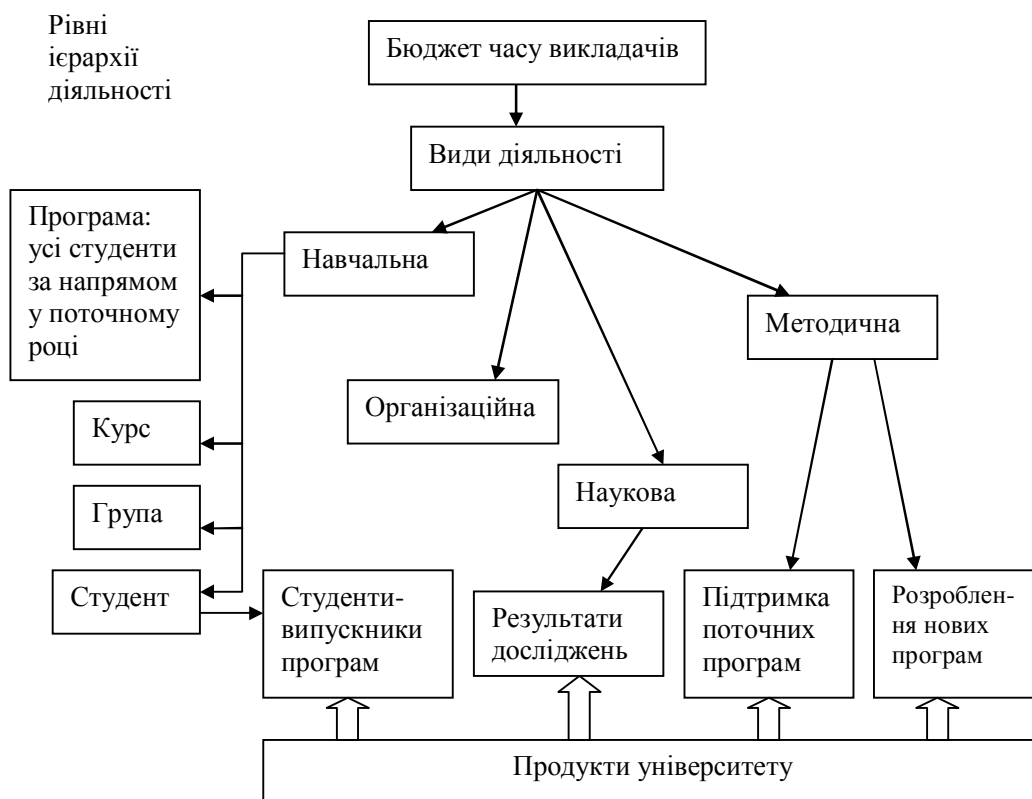 Рівні
ієрархії
діяльності
Бюджет часу викладачів
Види діяльності
Програма:
усі студенти
за напрямом
у поточному
році
Навчальна
Методична
Організаційна
Курс
Наукова
Група
Студент
Студенти-
випускники
програм
Результати
досліджень
Підтримка
поточних
програм
Розроблен-
ня нових
програм
Продукти університету